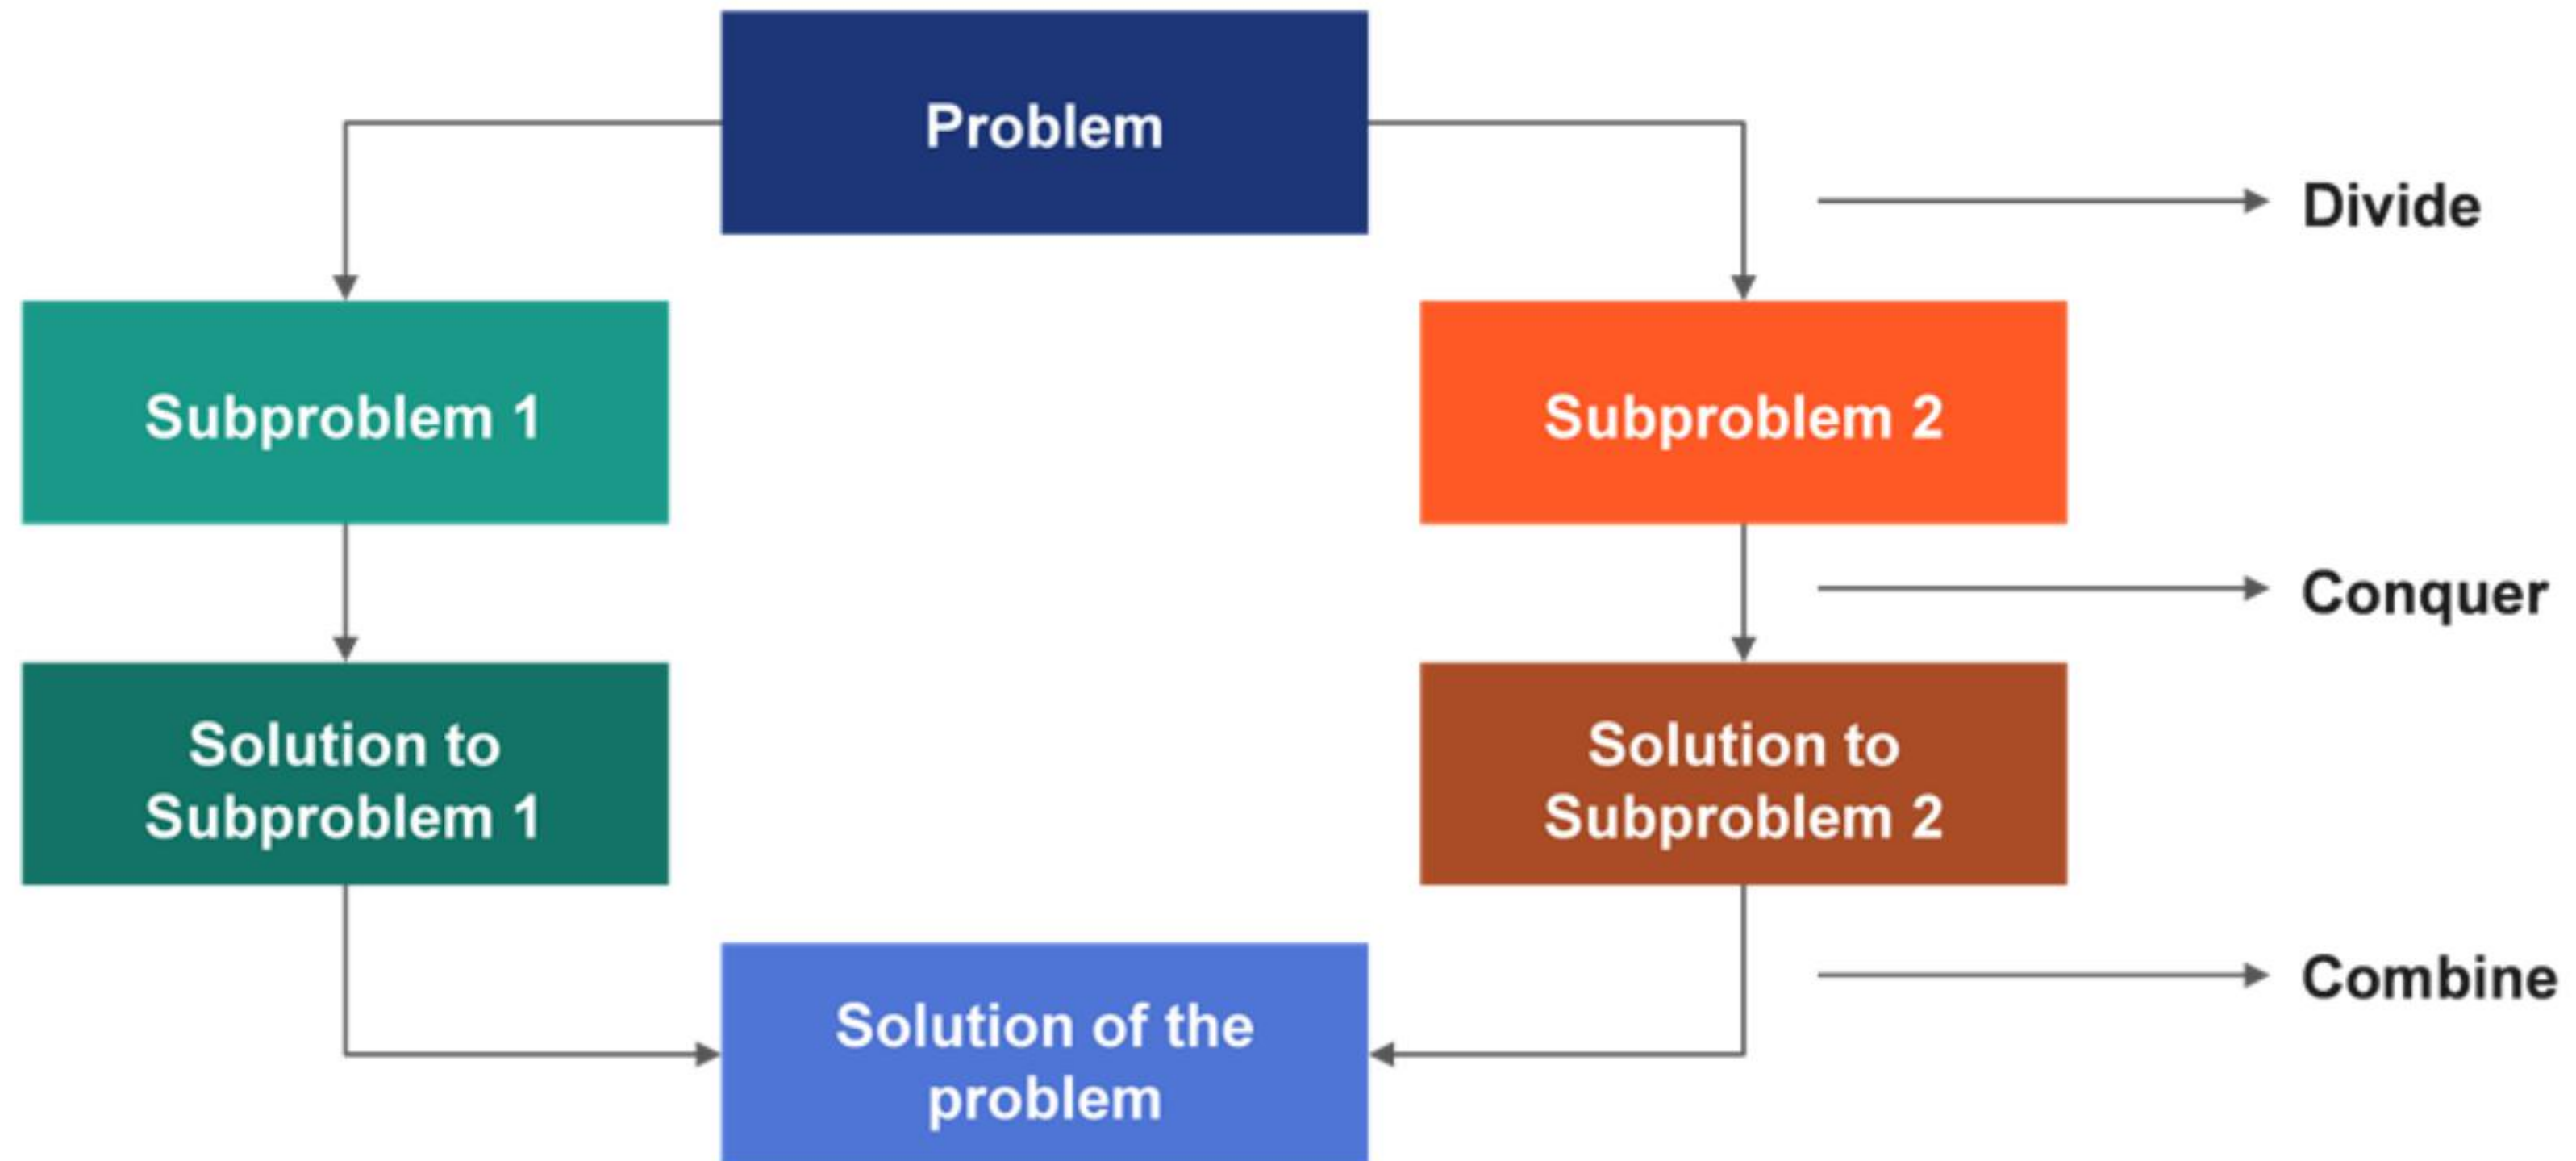 Problem
Divide
Subproblem 1
Subproblem 2
Conquer
Solution to
Subproblem 1
Solution to
Subproblem 2
Combine
Solution of the
problem